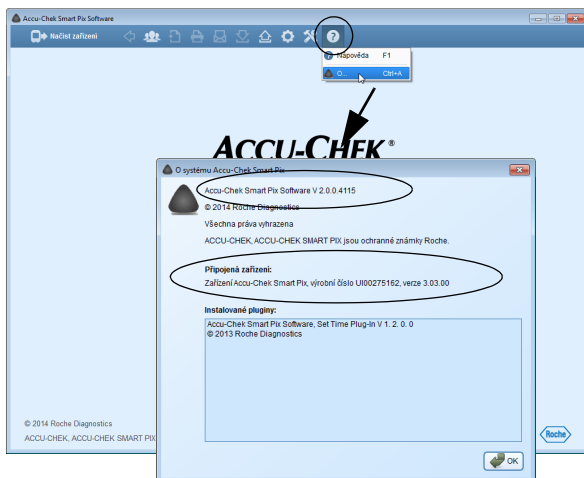 Accu-Chek Smart Pix Software
Načíst zařízení
?
Nápověda F1
O... Ctrl+A
ACCU-CHEK®
O systému Accu-Chek Smart Pix
Accu-Chek Smart Pix Software V 2.0.0.4115
© 2014 Roche Diagnostics
Všechna práva vyhrazena
ACCU-CHEK, ACCU-CHEK SMART PIX jsou ochranné známky Roche.
Připojená zařízení:
Zařízení Accu-Chek Smart Pix, výrobní číslo UI00275162, verze 3.03.00
Instalované pluginy:
Accu-Chek Smart Pix Software, Set Time Plug-In V 1. 2. 0. 0
© 2013 Roche Diagnostics
OK
© 2014 Roche Diagnostics
ACCU-CHEK, ACCU-CHEK SMART PIX
Roche